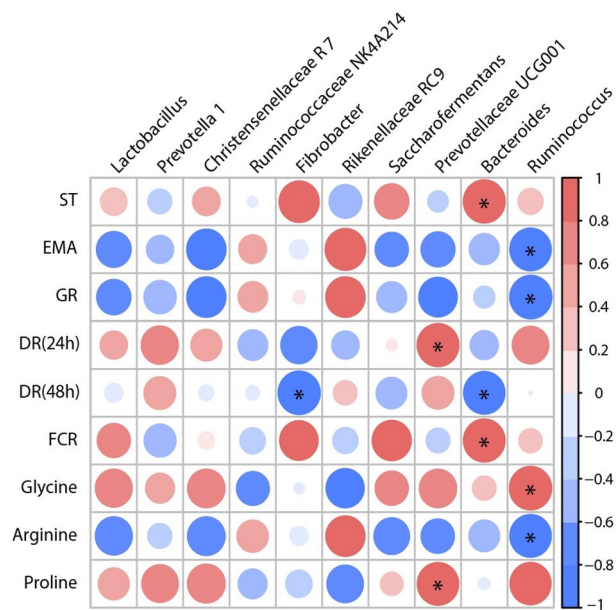 Lactobacillus
Prevotella 1
Christensenellaceae R 7
Ruminococcaceae NK4A214
Fibrobacter
Rikenellaceae RC9
Saccharofermentans
Prevotellaceae UCG001
Bacteroides
Ruminococcus
ST * 1
EMA * 0.8
GR * 0.6
0.4
DR(24h) * 0.2
DR(48h) * * 0
FCR * −0.2
Glycine * −0.4
Arginine * −0.6
−0.8
Proline * −1